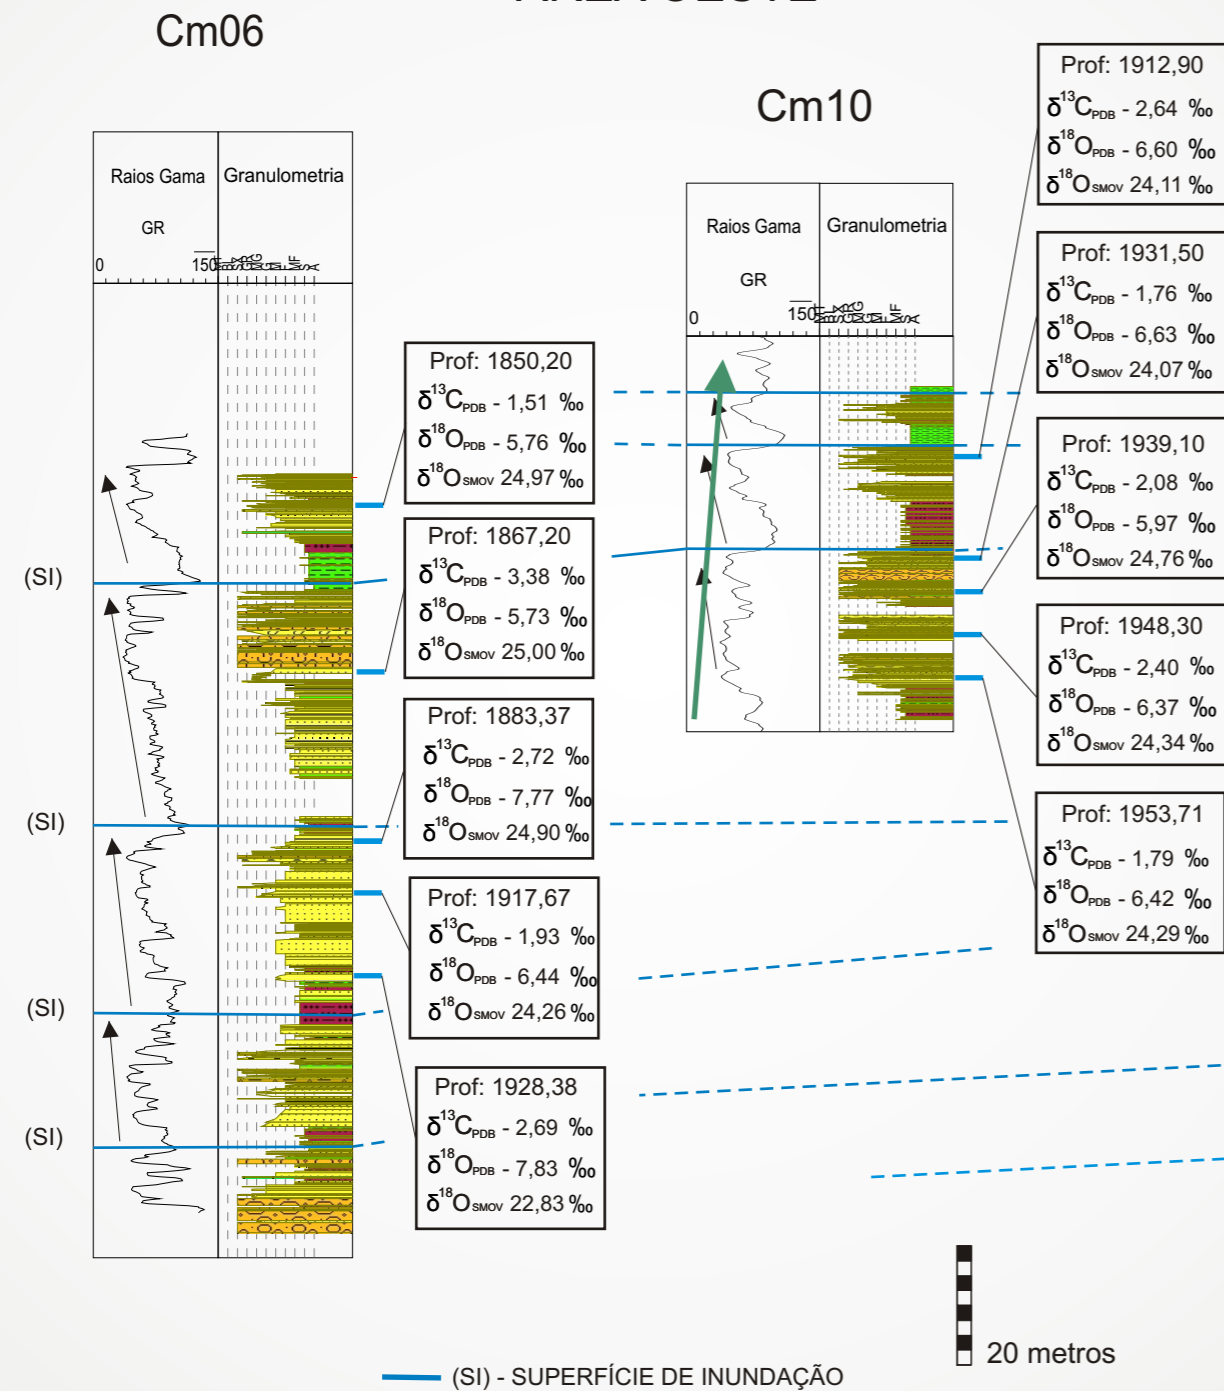 Cm06
Raios Gama
Granulometria
GR
0
150
Prof: 1850,20
δ13CPDB - 1,51 ‰
δ18OPDB - 5,76 ‰
δ18OSMOV 24,97 ‰
Prof: 1867,20
δ13CPDB - 3,38 ‰
δ18OPDB - 5,73 ‰
δ18OSMOV 25,00 ‰
Prof: 1883,37
δ13CPDB - 2,72 ‰
δ18OPDB - 7,77 ‰
δ18OSMOV 24,90 ‰
Prof: 1917,67
δ13CPDB - 1,93 ‰
δ18OPDB - 6,44 ‰
δ18OSMOV 24,26 ‰
Prof: 1928,38
δ13CPDB - 2,69 ‰
δ18OPDB - 7,83 ‰
δ18OSMOV 22,83 ‰
(SI)
(SI)
(SI)
(SI)
Cm10
Raios Gama
Granulometria
GR
0
150
Prof: 1912,90
δ13CPDB - 2,64 ‰
δ18OPDB - 6,60 ‰
δ18OSMOV 24,11 ‰
Prof: 1931,50
δ13CPDB - 1,76 ‰
δ18OPDB - 6,63 ‰
δ18OSMOV 24,07 ‰
Prof: 1939,10
δ13CPDB - 2,08 ‰
δ18OPDB - 5,97 ‰
δ18OSMOV 24,76 ‰
Prof: 1948,30
δ13CPDB - 2,40 ‰
δ18OPDB - 6,37 ‰
δ18OSMOV 24,34 ‰
Prof: 1953,71
δ13CPDB - 1,79 ‰
δ18OPDB - 6,42 ‰
δ18OSMOV 24,29 ‰
20 metros
(SI) - SUPERFÍCIE DE INUNDAÇÃO